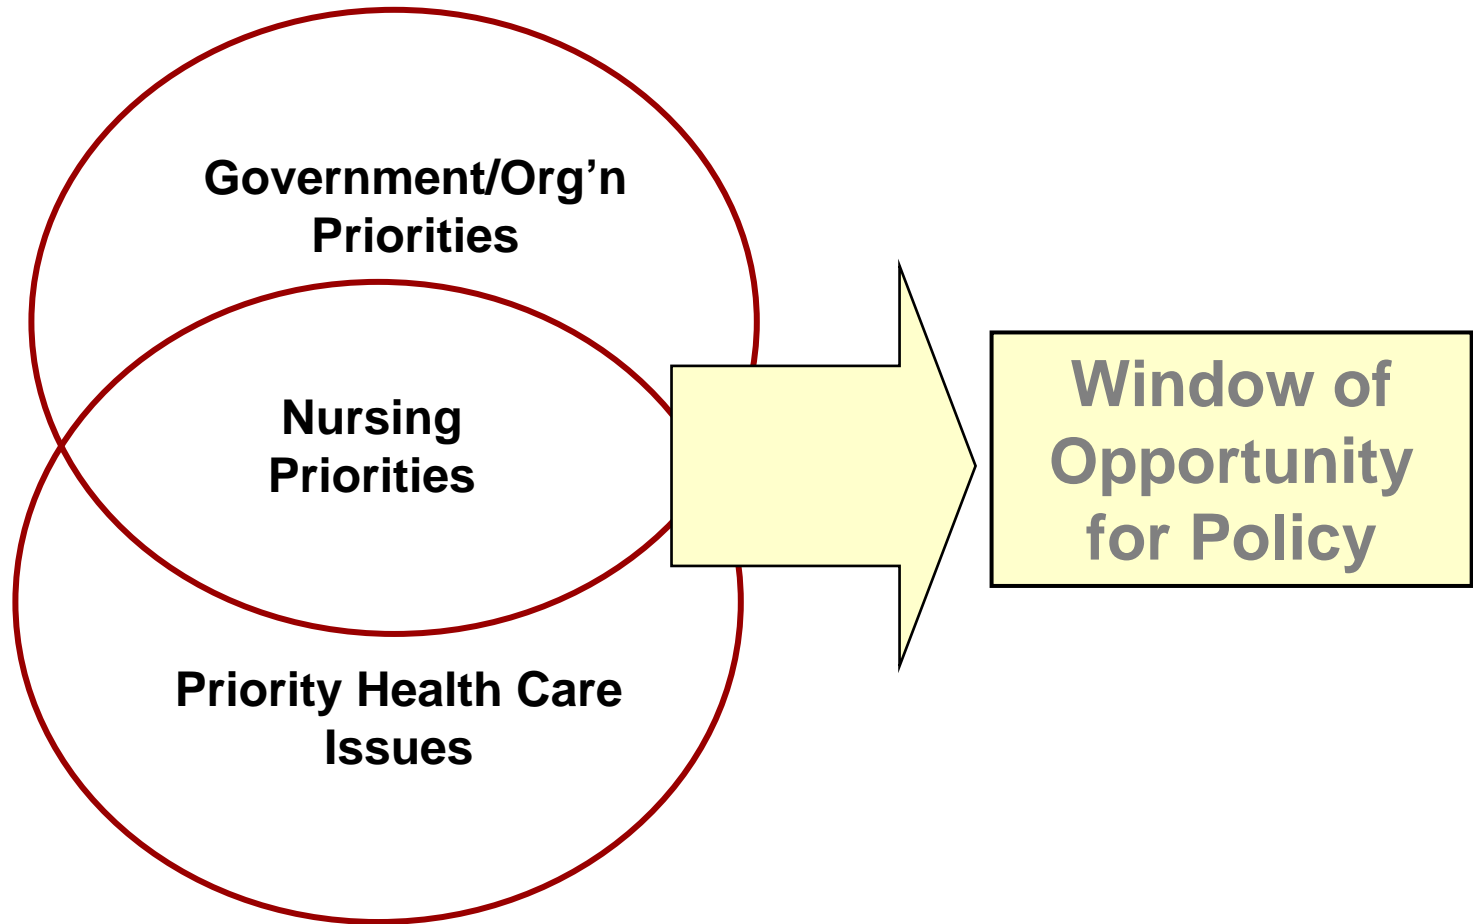 Government/Org’n
Priorities
Nursing
Priorities
Priority Health Care
Issues
Window of
Opportunity
for Policy